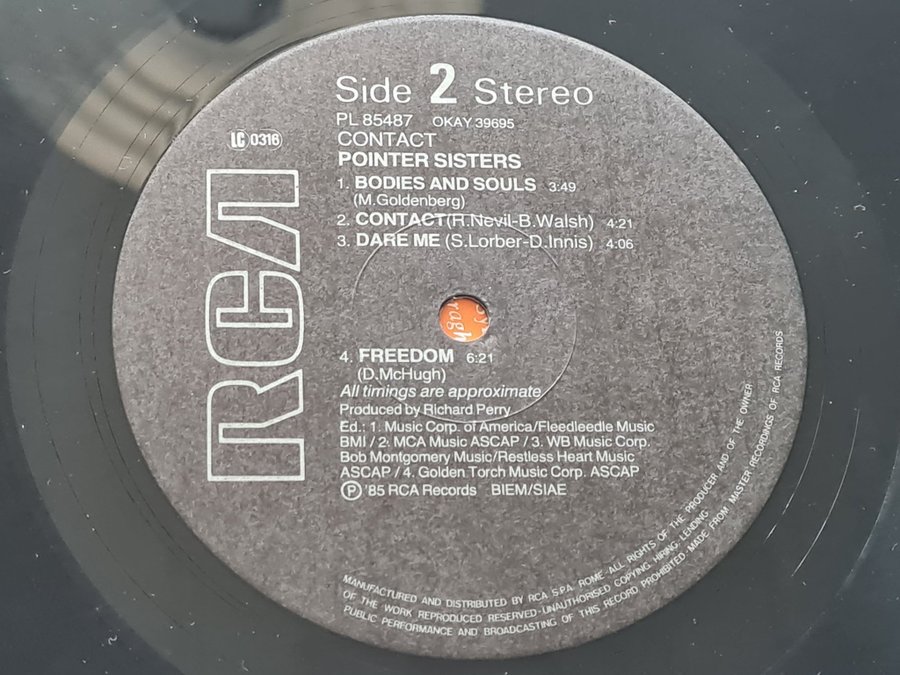 Side 2 Stereo
PL 85487 OKAY 39695
CONTACT
POINTER SISTERS
LC 0316
RCA
1. BODIES AND SOULS 3:49
(M.Goldenberg)
2. CONTACT(R.Nevil-B.Walsh) 4:21
3. DARE ME (S.Lorber-D.Innis) 4:06
4. FREEDOM 6:21
(D.McHugh)
All timings are approximate
Produced by Richard Perry
Ed.: 1. Music Corp. of America/Fleedleedle Music
BMI / 2. MCA Music ASCAP / 3. WB Music Corp.
Bob Montgomery Music/Restless Heart Music
ASCAP / 4. Golden Torch Music Corp. ASCAP
Ⓟ '85 RCA Records BIEM/SIAE
MANUFACTURED AND DISTRIBUTED BY RCA S.P.A. ROME-ALL RIGHTS OF THE PRODUCER AND OF THE OWNER
OF THE WORK REPRODUCED RESERVED-UNAUTHORISED COPYING, HIRING, LENDING
PUBLIC PERFORMANCE AND BROADCASTING OF THIS RECORD PROHIBITED-MADE FROM MASTER RECORDINGS OF RCA RECORDS